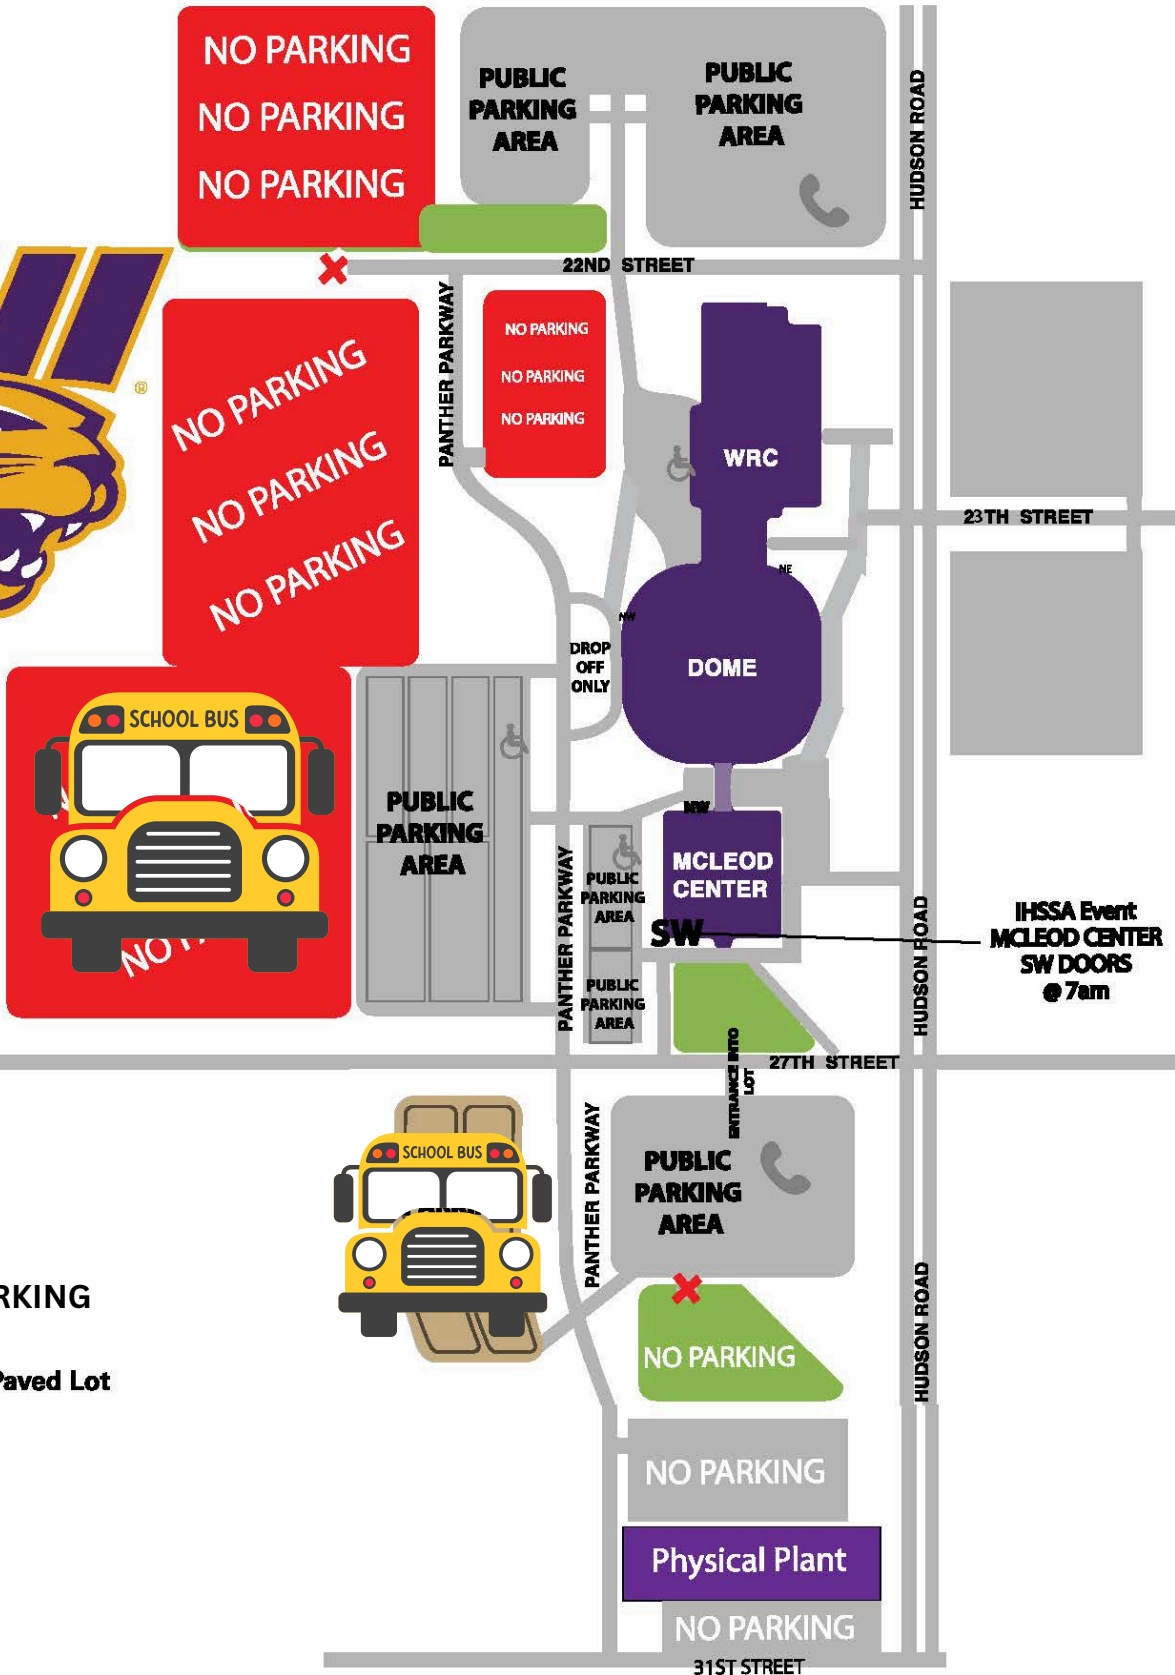 NO PARKING
NO PARKING
NO PARKING
PUBLIC
PARKING
AREA
PUBLIC
PARKING
AREA
HUDSON ROAD
22ND STREET
®
NO PARKING
NO PARKING
NO PARKING
PANTHER PARKWAY
NO PARKING
NO PARKING
NO PARKING
WRC
23TH STREET
NE
NW
DROP
OFF
ONLY
DOME
SCHOOL BUS
PUBLIC
PARKING
AREA
NW
MCLEOD
CENTER
PUBLIC
PARKING
AREA
SW
PANTHER PARKWAY
PUBLIC
PARKING
AREA
HUDSON ROAD
IHSSA Event
MCLEOD CENTER
SW DOORS
@ 7am
27TH STREET
ENTRANCE INTO
LOT
SCHOOL BUS
PANTHER PARKWAY
PUBLIC
PARKING
AREA
RKING
Paved Lot
NO PARKING
HUDSON ROAD
NO PARKING
Physical Plant
NO PARKING
31ST STREET